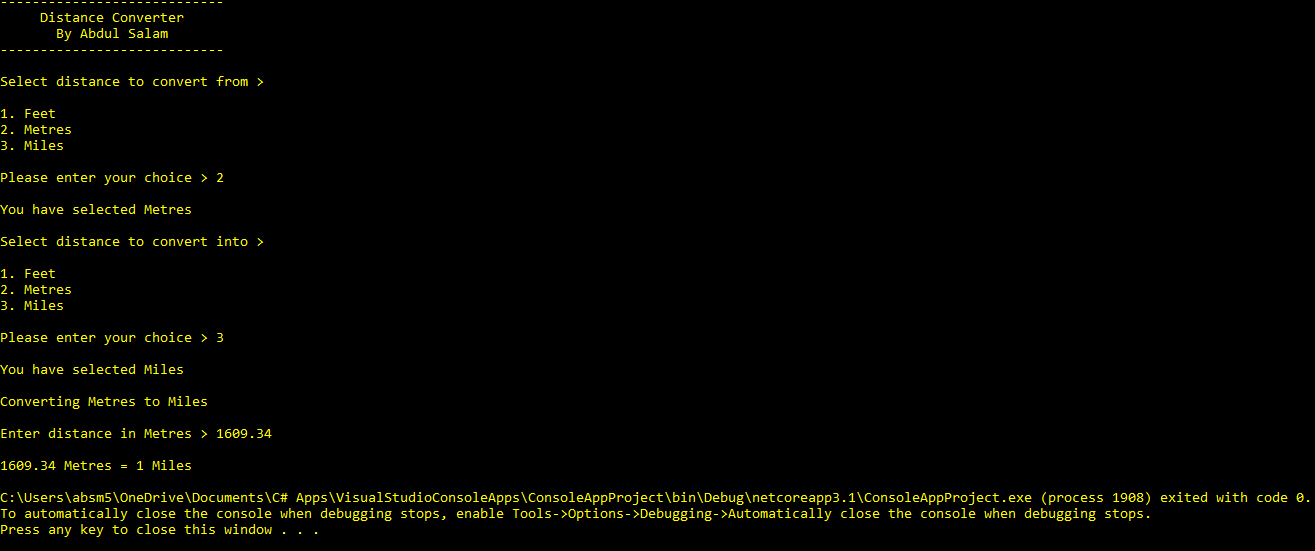 ----------------------------
Distance Converter
By Abdul Salam
----------------------------
Select distance to convert from >
1. Feet
2. Metres
3. Miles
Please enter your choice > 2
You have selected Metres
Select distance to convert into >
1. Feet
2. Metres
3. Miles
Please enter your choice > 3
You have selected Miles
Converting Metres to Miles
Enter distance in Metres > 1609.34
1609.34 Metres = 1 Miles
C:\Users\absm5\OneDrive\Documents\C# Apps\VisualStudioConsoleApps\ConsoleAppProject\bin\Debug\netcoreapp3.1\ConsoleAppProject.exe (process 1908) exited with code 0.
To automatically close the console when debugging stops, enable Tools->Options->Debugging->Automatically close the console when debugging stops.
Press any key to close this window . . .